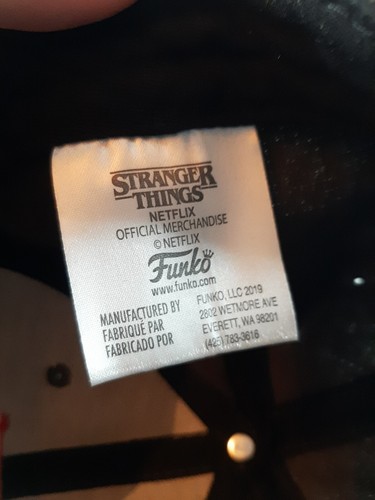 STRANGER
THINGS
NETFLIX
OFFICIAL MERCHANDISE
© NETFLIX
Funko
www.funko.com
MANUFACTURED BY
FABRIQUÉ PAR
FABRICADO POR
FUNKO, LLC 2019
2802 WETMORE AVE
EVERETT, WA 98201
(425) 783-3616